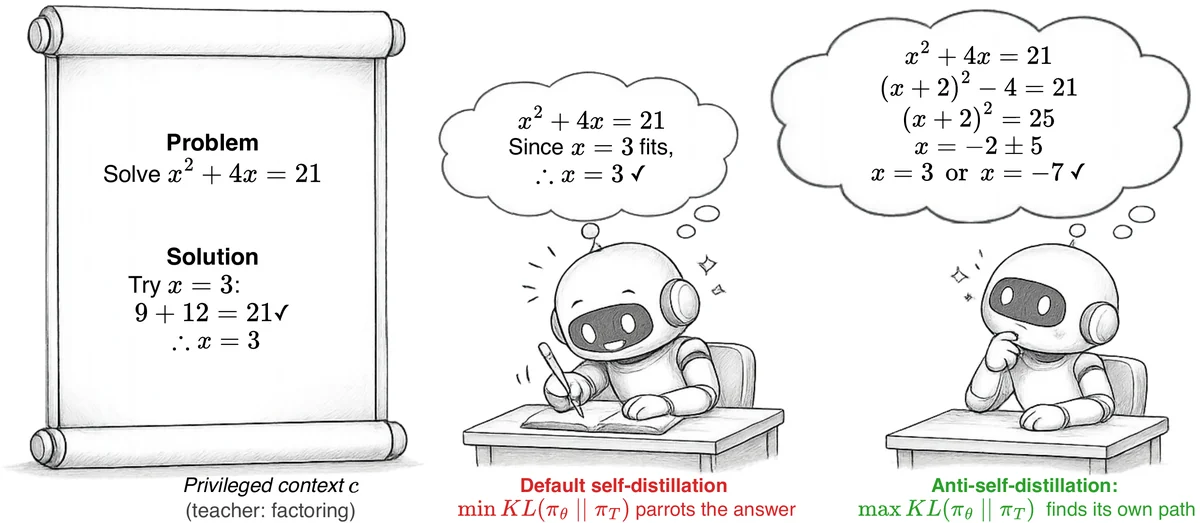 Problem
Solve x² + 4x = 21
Solution
Try x = 3:
9 + 12 = 21✓
∴ x = 3
Privileged context c
(teacher: factoring)
x² + 4x = 21
Since x = 3 fits,
∴ x = 3 ✓
Default self-distillation
min KL(π_θ || π_T) parrots the answer
x² + 4x = 21
(x + 2)² − 4 = 21
(x + 2)² = 25
x = −2 ± 5
x = 3 or x = −7 ✓
Anti-self-distillation:
max KL(π_θ || π_T) finds its own path